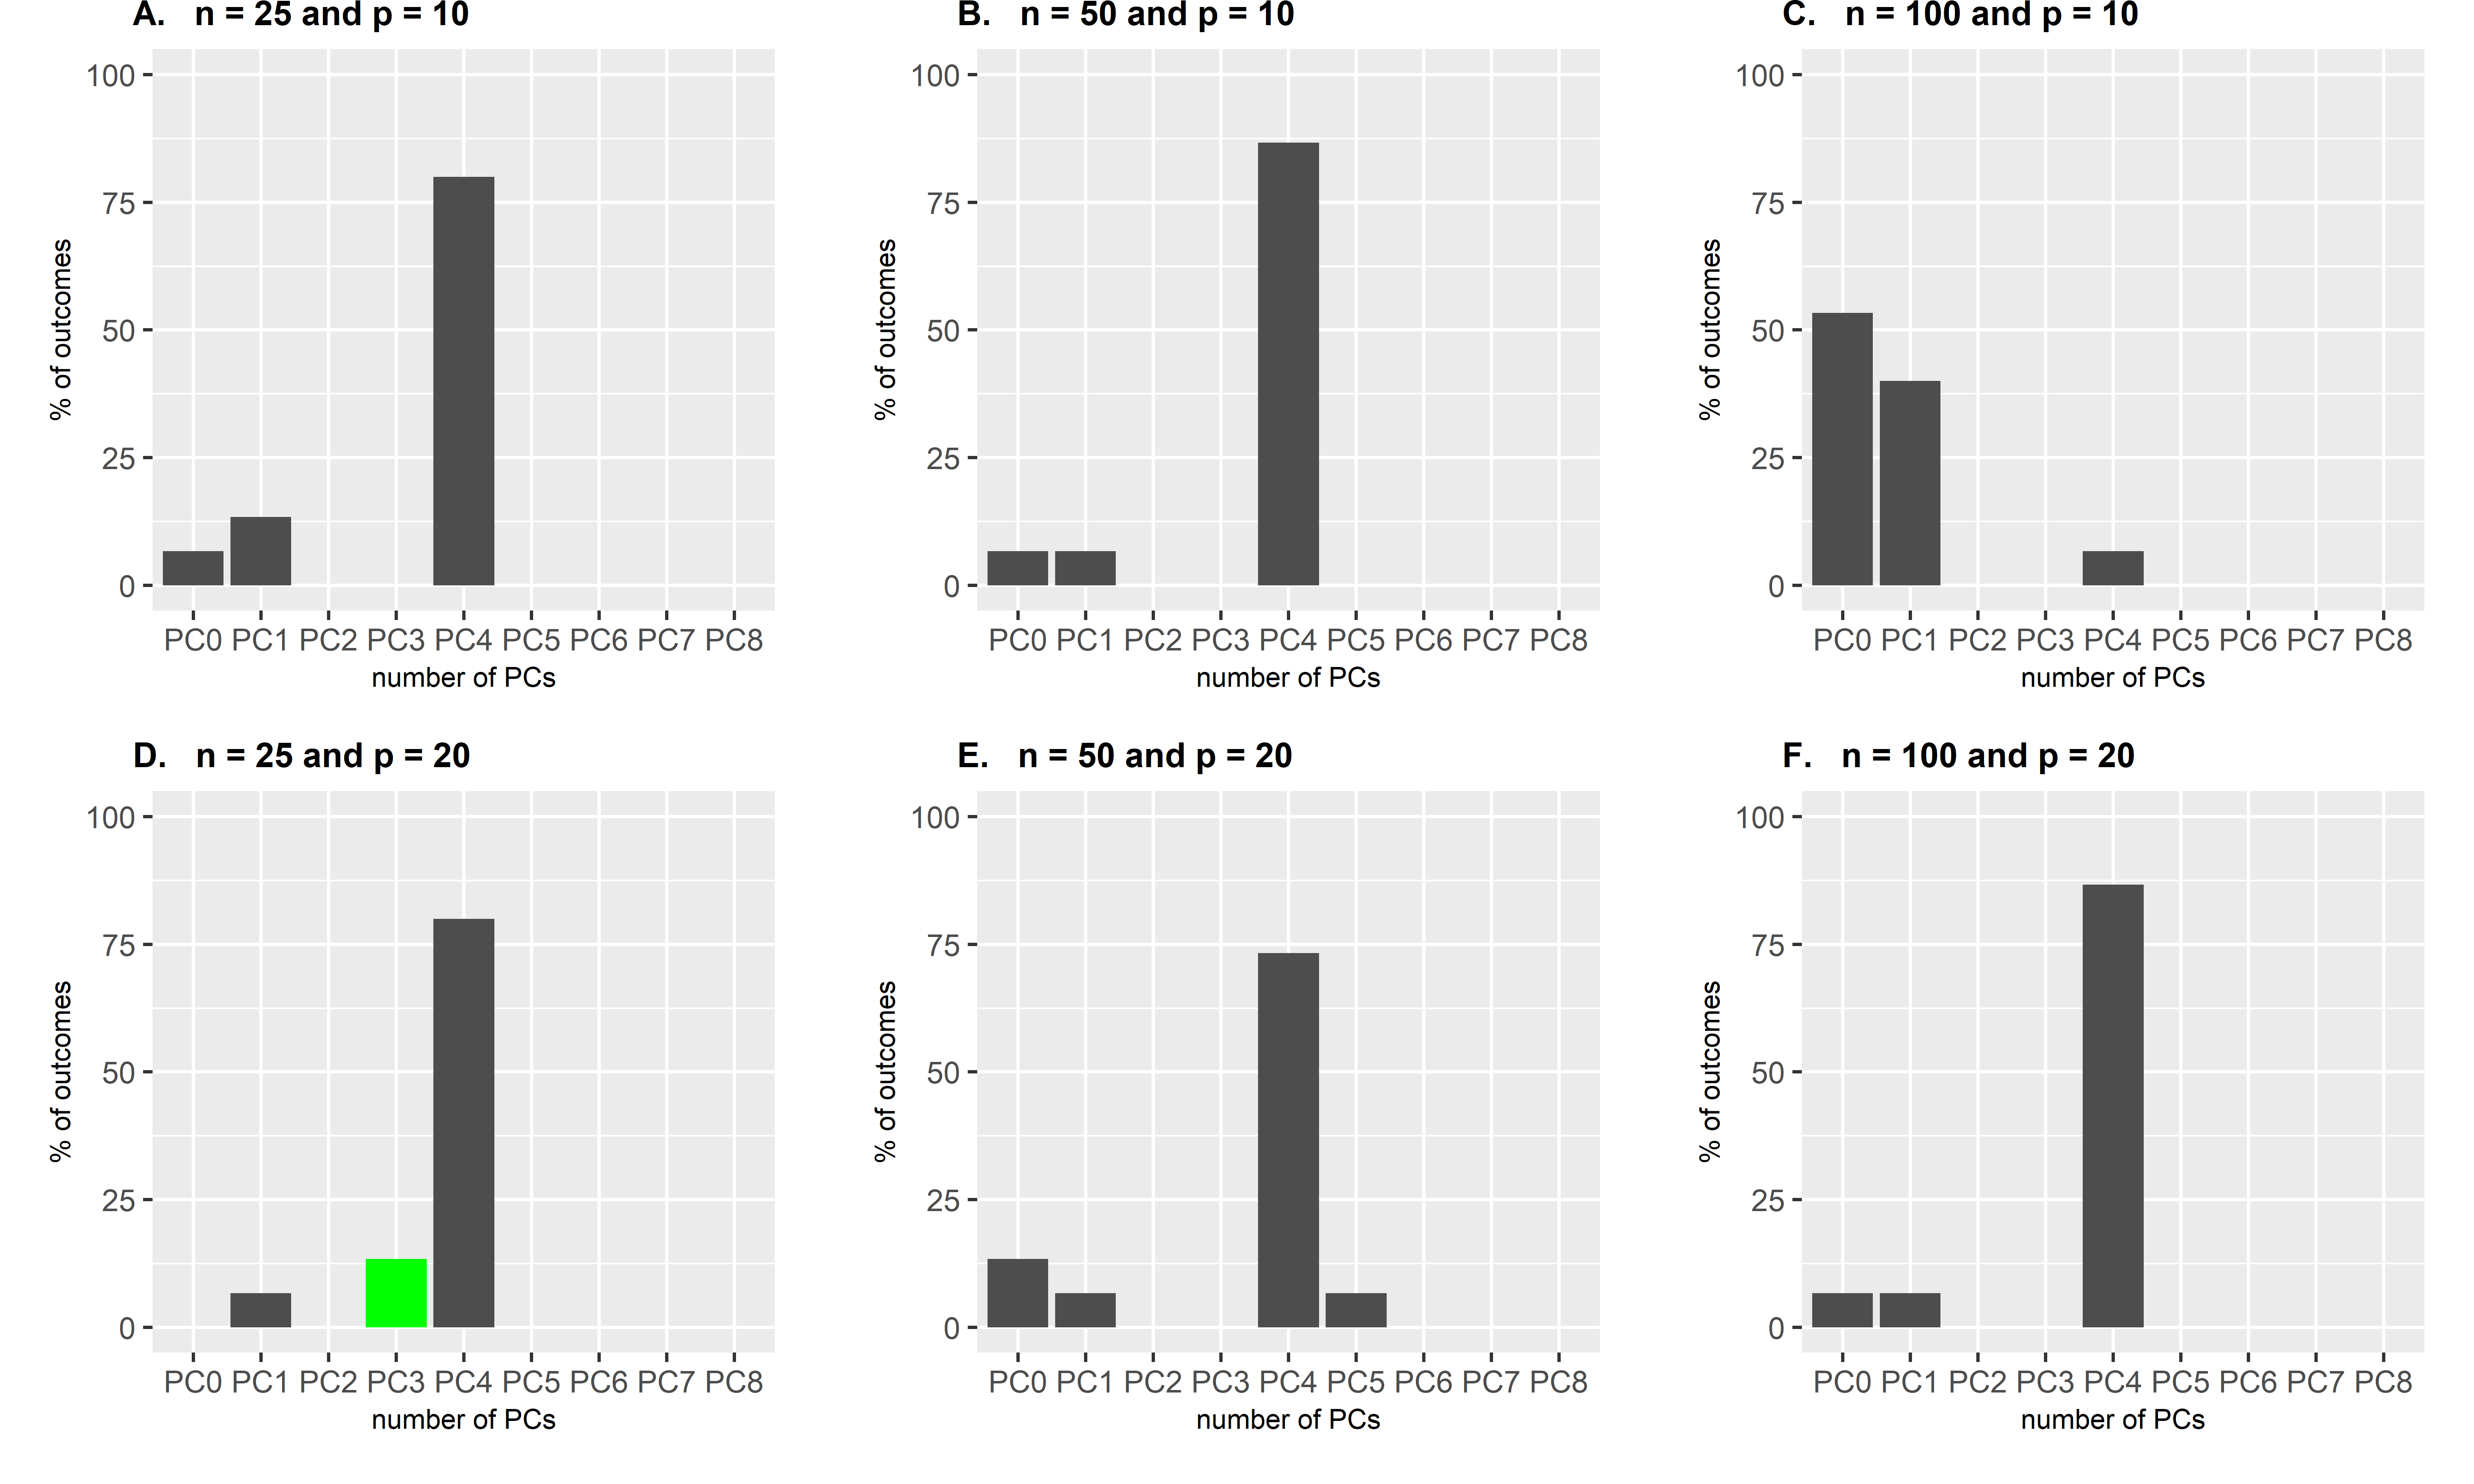 A. n = 25 and p = 10
100
75
50
25
0
% of outcomes
PC0 PC1 PC2 PC3 PC4 PC5 PC6 PC7 PC8
number of PCs
B. n = 50 and p = 10
100
75
50
25
0
% of outcomes
PC0 PC1 PC2 PC3 PC4 PC5 PC6 PC7 PC8
number of PCs
C. n = 100 and p = 10
100
75
50
25
0
% of outcomes
PC0 PC1 PC2 PC3 PC4 PC5 PC6 PC7 PC8
number of PCs
D. n = 25 and p = 20
100
75
50
25
0
% of outcomes
PC0 PC1 PC2 PC3 PC4 PC5 PC6 PC7 PC8
number of PCs
E. n = 50 and p = 20
100
75
50
25
0
% of outcomes
PC0 PC1 PC2 PC3 PC4 PC5 PC6 PC7 PC8
number of PCs
F. n = 100 and p = 20
100
75
50
25
0
% of outcomes
PC0 PC1 PC2 PC3 PC4 PC5 PC6 PC7 PC8
number of PCs